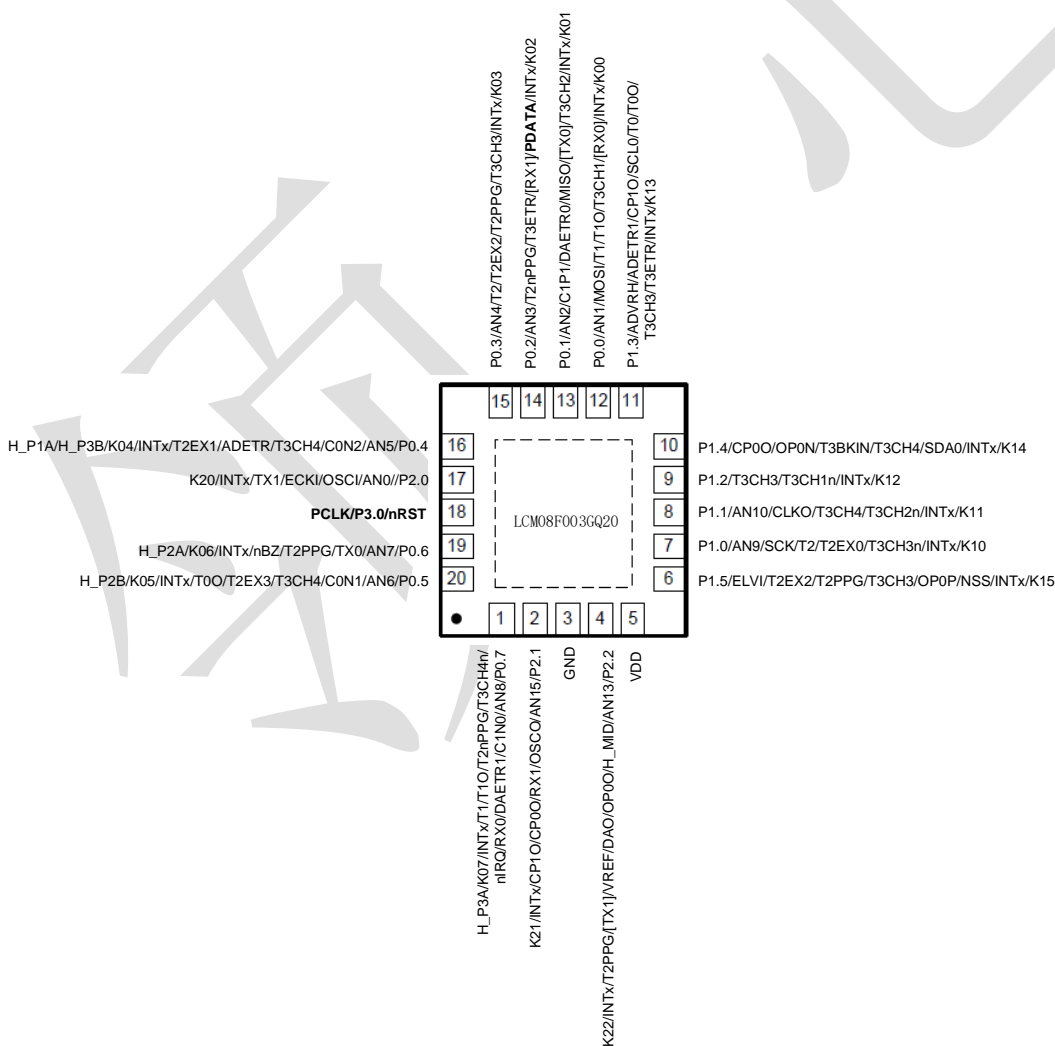 P0.3/AN4/T2/T2EX2/T2PPG/T3CH3/INTx/K03
P0.2/AN3/T2nPPG/T3ETR/[RX1]/PDATA/INTx/K02
P0.1/AN2/C1P1/DAETR0/MISO/[TX0]/T3CH2/INTx/K01
P0.0/AN1/MOSI/T1/T1O/T3CH1/[RX0]/INTx/K00
P1.3/ADVRH/ADETR1/CP1O/SCL0/T0/T0O/
T3CH3/T3ETR/INTx/K13
15 14 13 12 11
H_P1A/H_P3B/K04/INTx/T2EX1/ADETR/T3CH4/C0N2/AN5/P0.4
16
K20/INTx/TX1/ECKI/OSCI/AN0//P2.0
17
PCLK/P3.0/nRST
18
H_P2A/K06/INTx/nBZ/T2PPG/TX0/AN7/P0.6
19
H_P2B/K05/INTx/T0O/T2EX3/T3CH4/C0N1/AN6/P0.5
20
LCM08F003GQ20
10
P1.4/CP0O/OP0N/T3BKIN/T3CH4/SDA0/INTx/K14
9
P1.2/T3CH3/T3CH1n/INTx/K12
8
P1.1/AN10/CLKO/T3CH4/T3CH2n/INTx/K11
7
P1.0/AN9/SCK/T2/T2EX0/T3CH3n/INTx/K10
6
P1.5/ELVI/T2EX2/T2PPG/T3CH3/OP0P/NSS/INTx/K15
1 2 3 4 5
H_P3A/K07/INTx/T1/T1O/T2nPPG/T3CH4n/
nIRQ/RX0/DAETR1/C1N0/AN8/P0.7
K21/INTx/CP1O/CP0O/RX1/OSCO/AN15/P2.1
GND
K22/INTx/T2PPG/[TX1]/VREF/DAO/OP0O/H_MID/AN13/P2.2
VDD